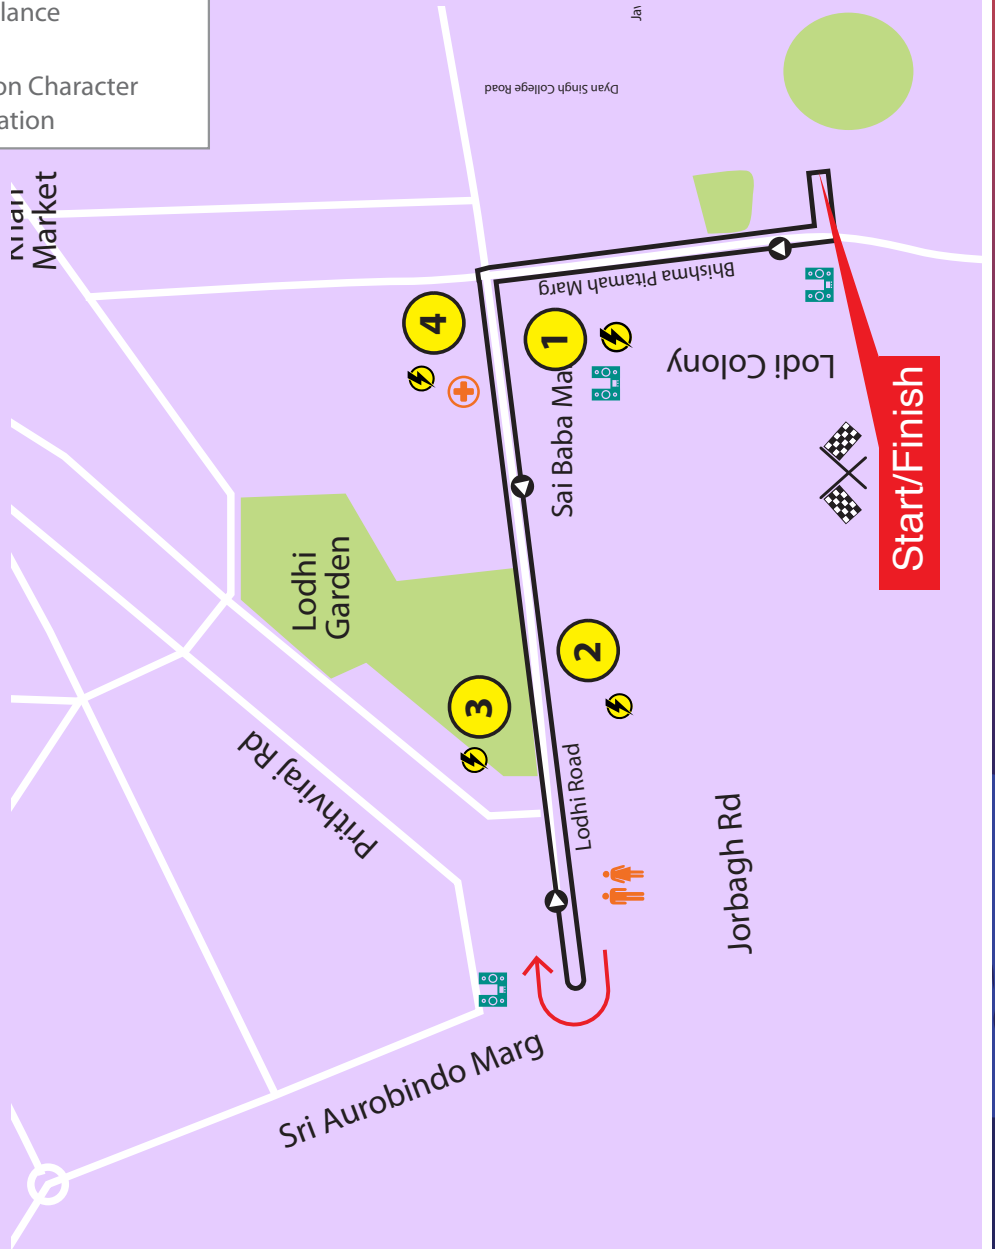 lance
on Character
ation
Khan
Market
Dyan Singh College Road
Bhishma Pitamah Marg
4
1
Sai Baba Ma
Lodi Colony
Start/Finish
Lodhi
Garden
2
3
Lodhi Road
Prithviraj Rd
Jorbagh Rd
Sri Aurobindo Marg